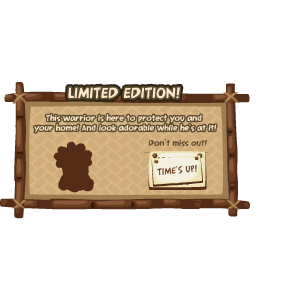 LIMITED EDITION!
This warrior is here to protect you and
your home! And look adorable while he's at it!
Don't miss out!
TIME'S UP!